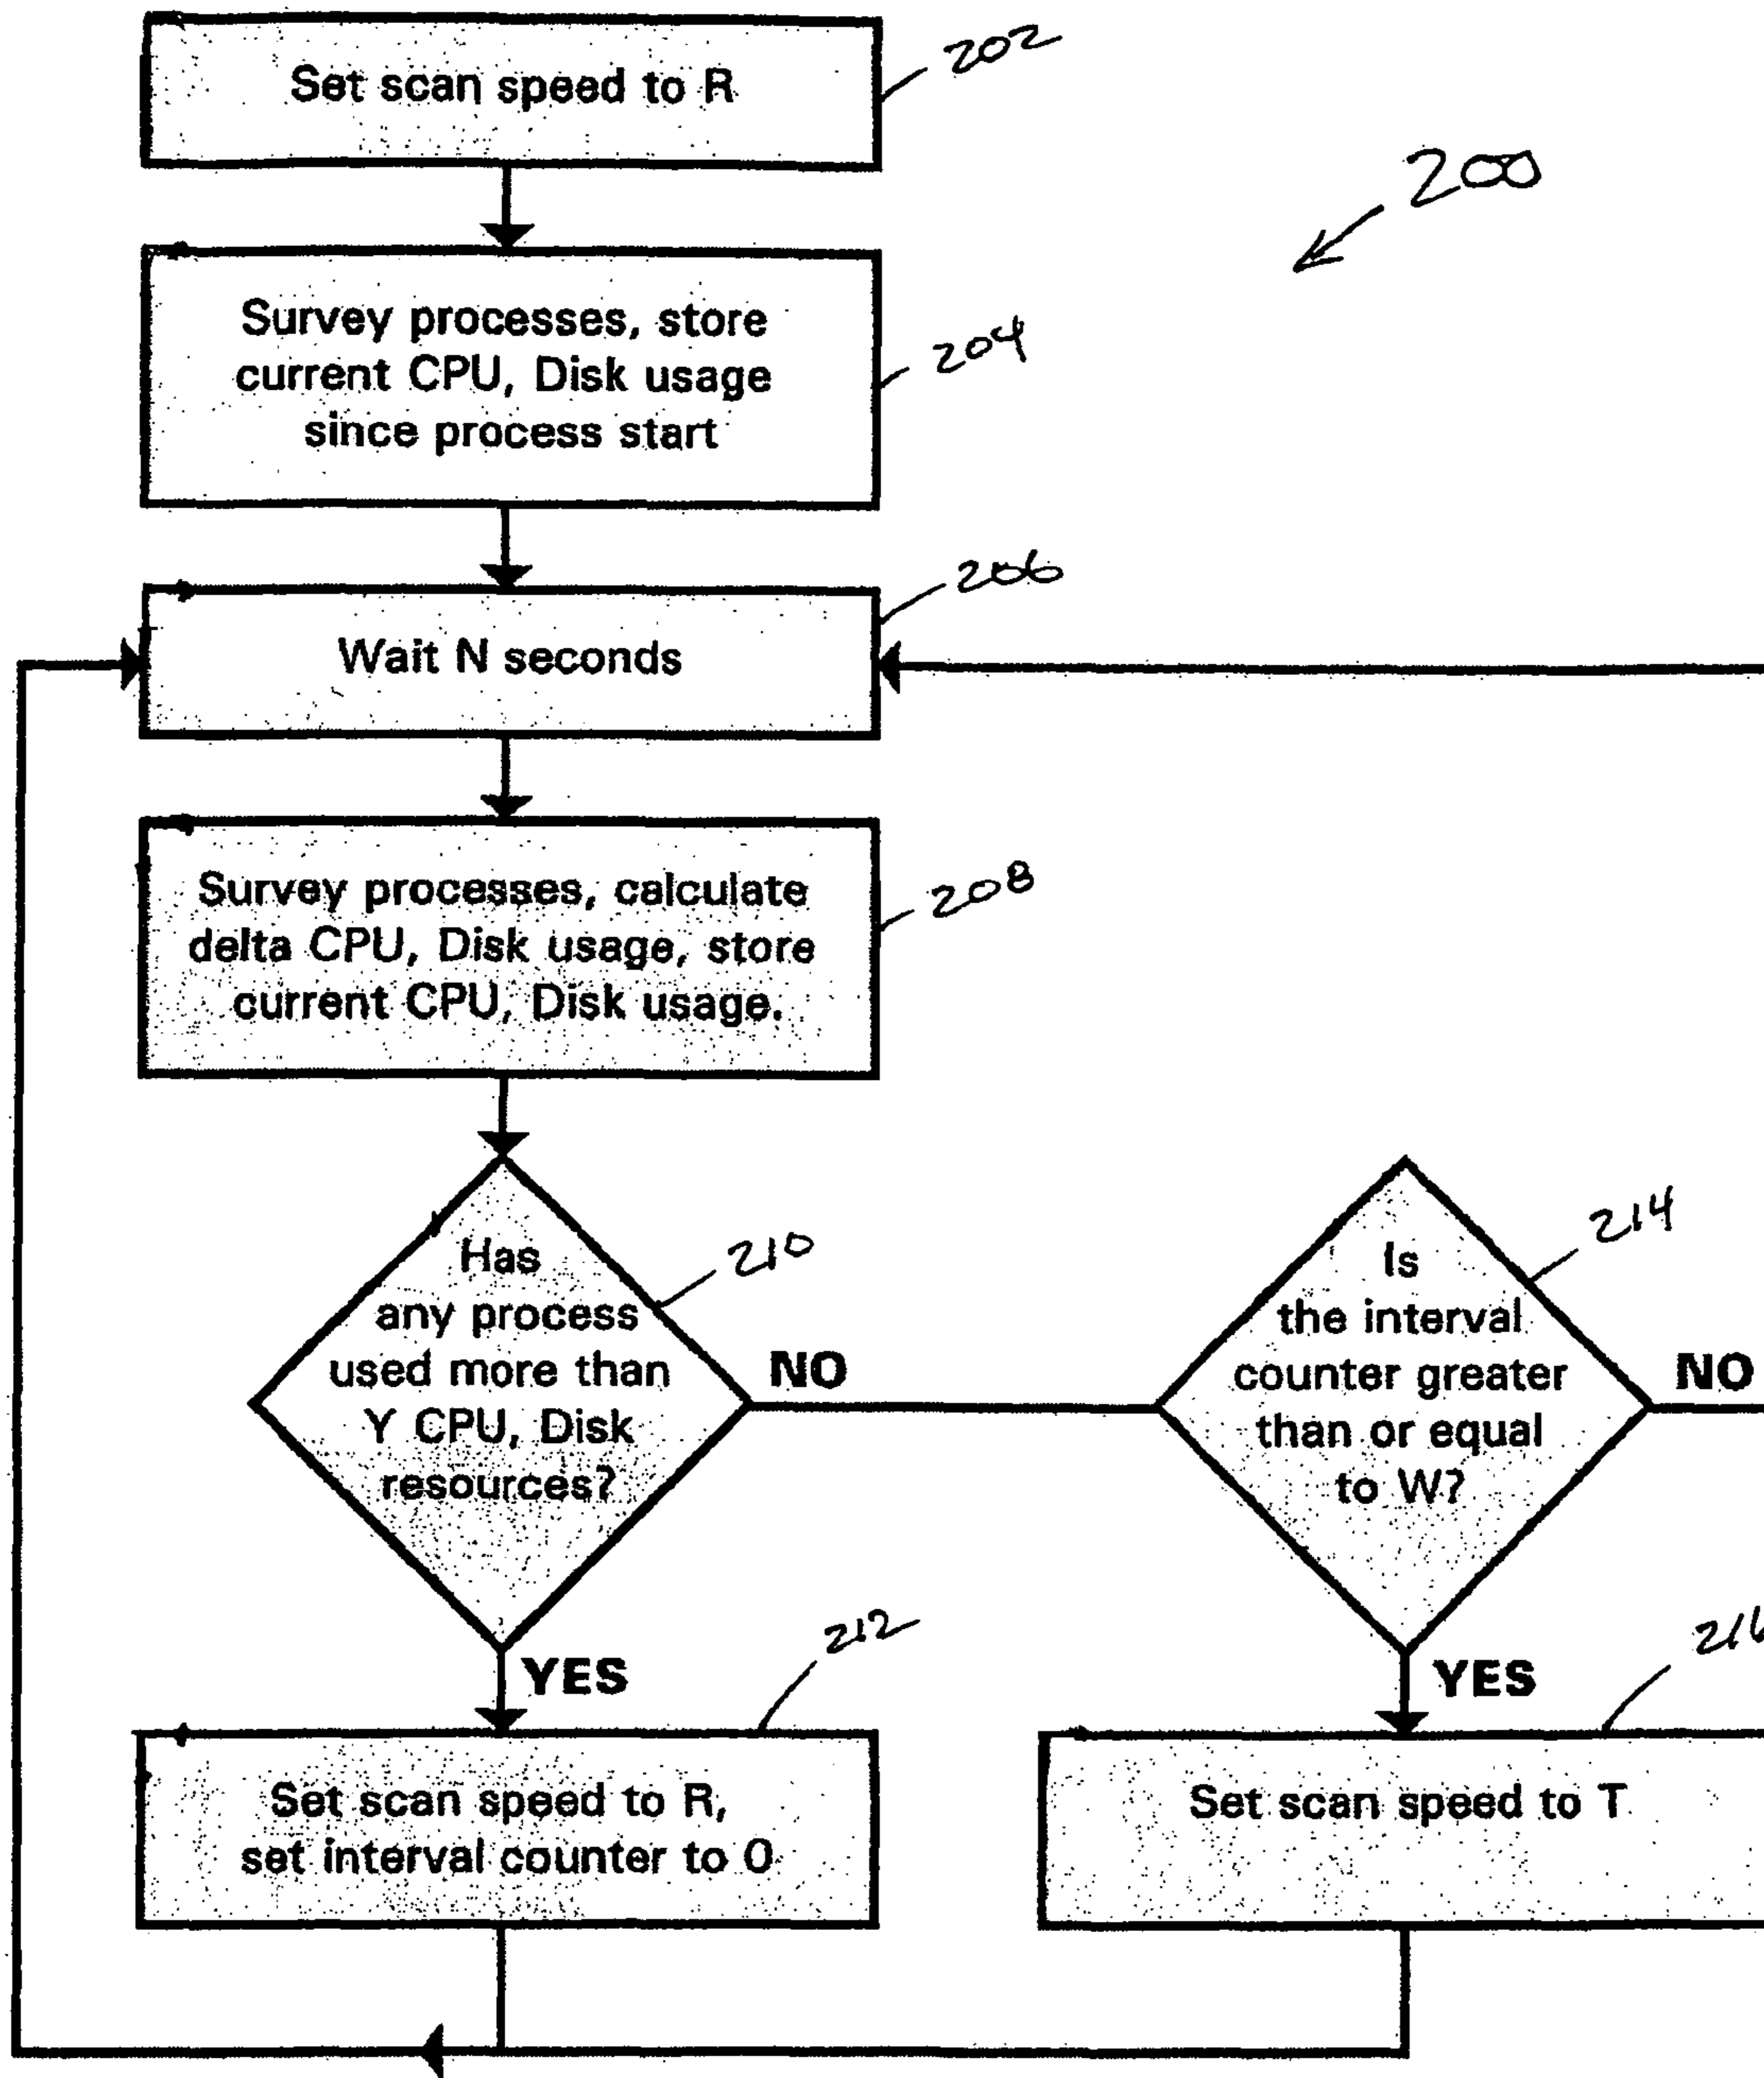 Set scan speed to R
202
200
Survey processes, store
current CPU, Disk usage
since process start
204
206
Wait N seconds
Survey processes, calculate
delta CPU, Disk usage, store
current CPU, Disk usage.
208
Has
any process
used more than
Y CPU, Disk
resources?
210
NO
Is
the interval
counter greater
than or equal
to W?
214
NO
YES
212
Set scan speed to R,
set interval counter to 0
YES
Set scan speed to T